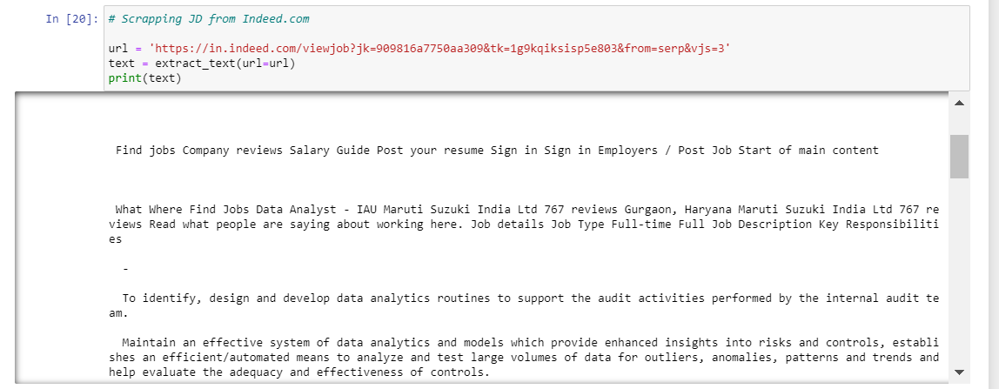 In [20]: # Scrapping JD from Indeed.com
url = 'https://in.indeed.com/viewjob?jk=909816a7750aa309&tk=1g9kqiksisp5e803&from=serp&vjs=3'
text = extract_text(url=url)
print(text)
Find jobs Company reviews Salary Guide Post your resume Sign in Sign in Employers / Post Job Start of main content
What Where Find Jobs Data Analyst - IAU Maruti Suzuki India Ltd 767 reviews Gurgaon, Haryana Maruti Suzuki India Ltd 767 re
views Read what people are saying about working here. Job details Job Type Full-time Full Job Description Key Responsibiliti
es
-
To identify, design and develop data analytics routines to support the audit activities performed by the internal audit te
am.
Maintain an effective system of data analytics and models which provide enhanced insights into risks and controls, establi
shes an efficient/automated means to analyze and test large volumes of data for outliers, anomalies, patterns and trends and
help evaluate the adequacy and effectiveness of controls.